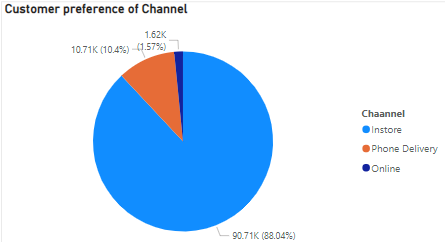 Customer preference of Channel
1.62K
(1.57%)
10.71K (10.4%)
Chaannel
Instore
Phone Delivery
Online
90.71K (88.04%)